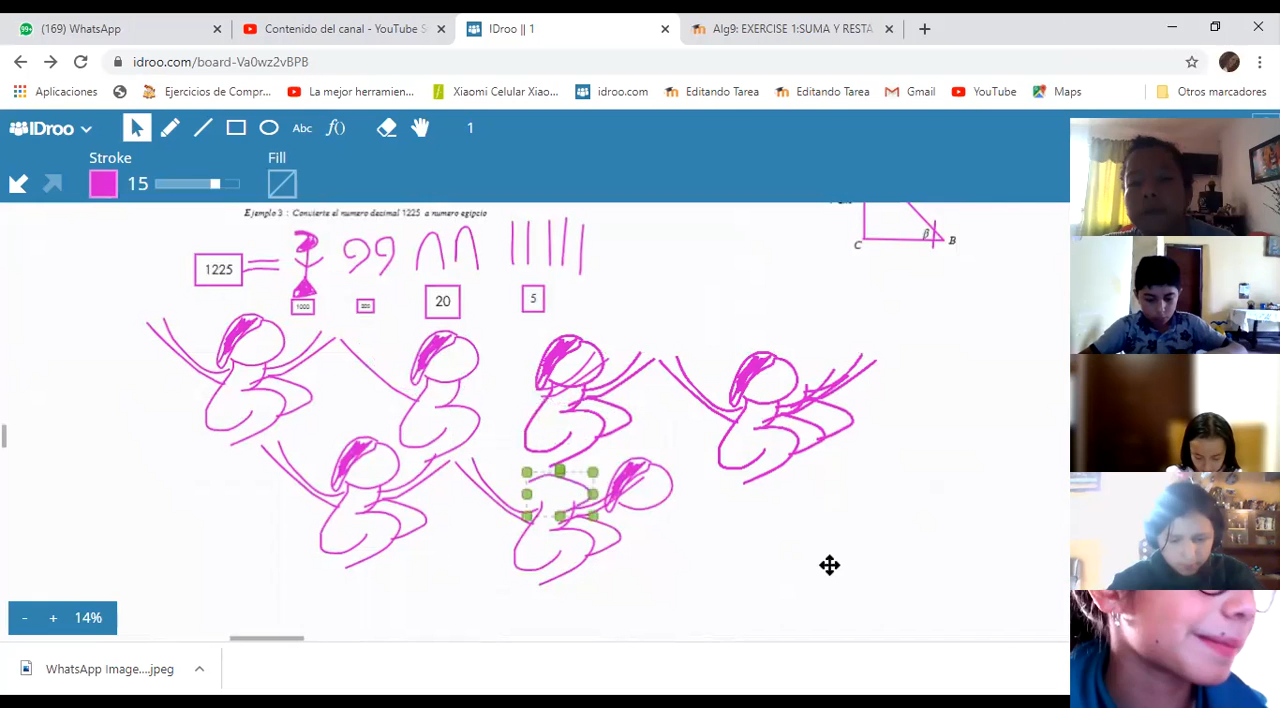 (169) WhatsApp
Contenido del canal - YouTube S
IDroo || 1
Alg9: EXERCISE 1:SUMA Y RESTA
idroo.com/board-Va0wz2vBPB
Aplicaciones
Ejercicios de Compr...
La mejor herramien...
Xiaomi Celular Xiao...
idroo.com
Editando Tarea
Editando Tarea
Gmail
YouTube
Maps
Otros marcadores
IDroo
Abc
f()
1
Stroke
Fill
15
Ejemplo 3 : Concierte el numero decimal 1225 a numero egipcio
β
C
B
1225
1000
20
5
- + 14%
WhatsApp Image....jpeg